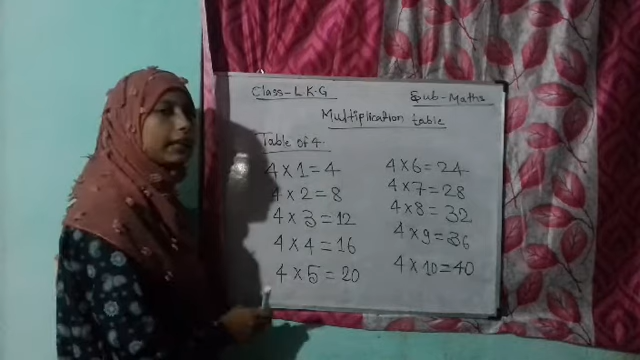 Class-L.K.G
Sub-Maths
Multiplication table
Table of 4.
4 x 1 = 4
4 x 2 = 8
4 x 3 = 12
4 x 4 = 16
4 x 5 = 20
4 x 6 = 24
4 x 7 = 28
4 x 8 = 32
4 x 9 = 36
4 x 10 = 40